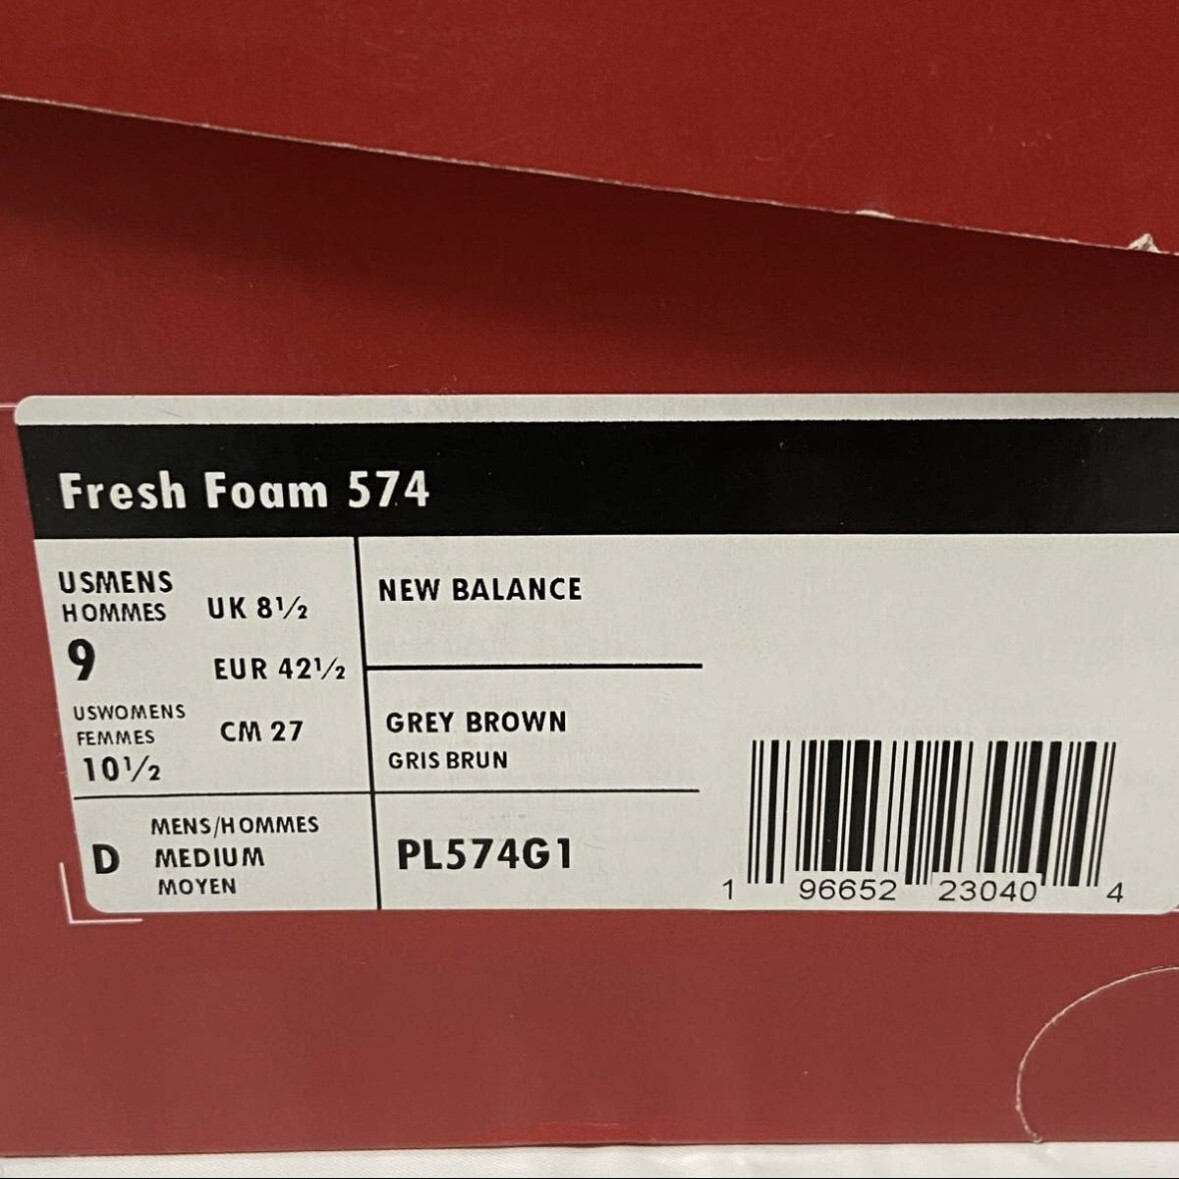 Fresh Foam 574
USMENS
HOMMES
9
UK 8½
EUR 42½
USWOMENS
FEMMES
10½
CM 27
D
MENS/HOMMES
MEDIUM
MOYEN
NEW BALANCE
GREY BROWN
GRIS BRUN
PL574G1
1 96652 23040 4